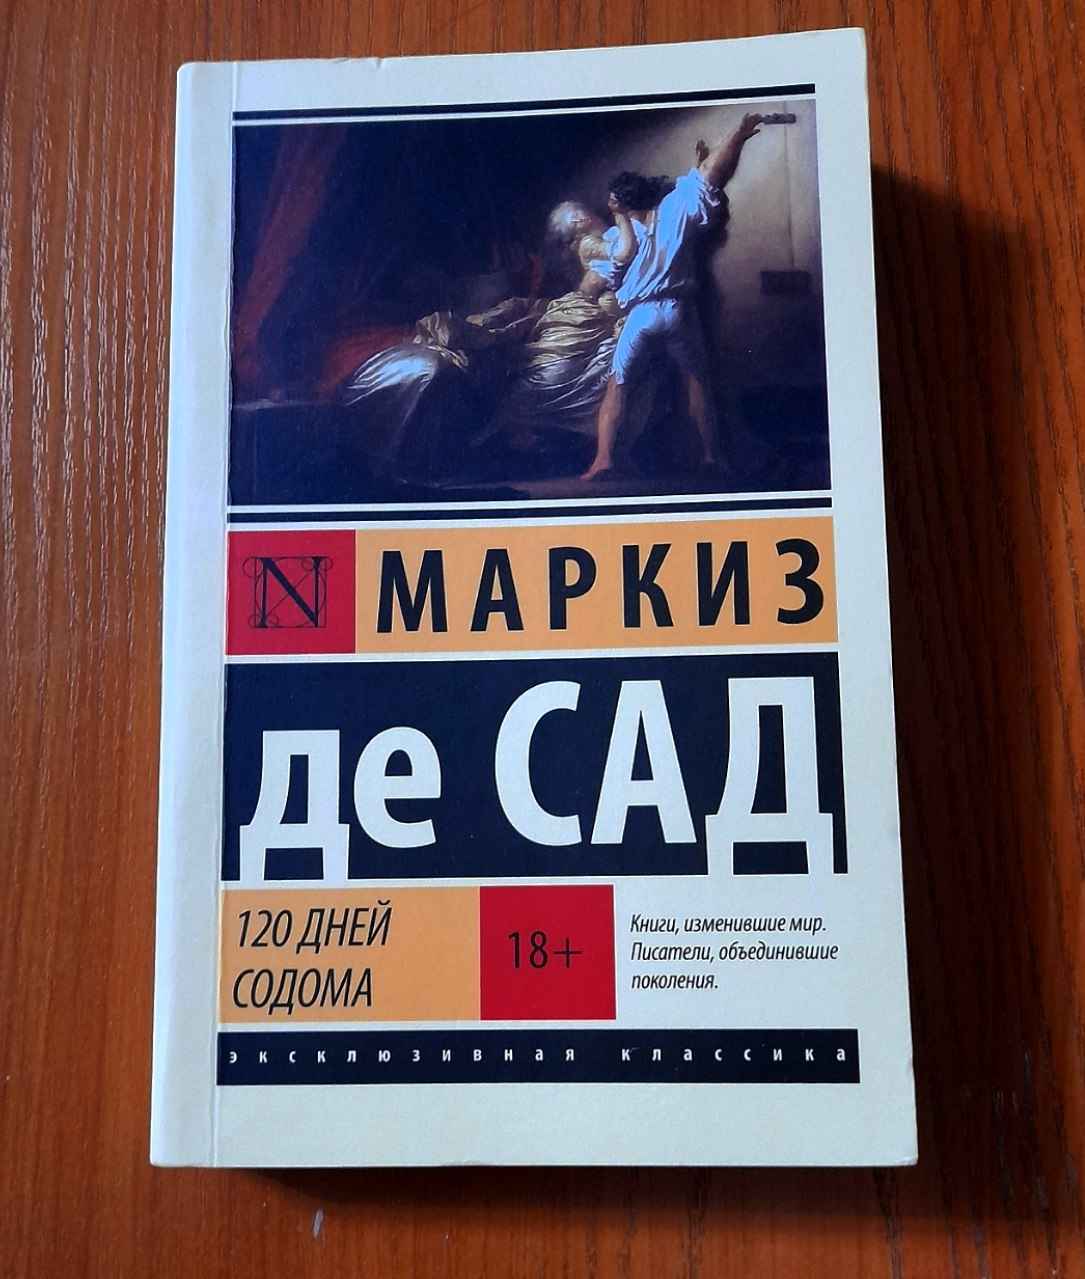 N
МАРКИЗ
де САД
120 ДНЕЙ
СОДОМА
18+
Книги, изменившие мир.
Писатели, объединившие
поколения.
эксклюзивная классика